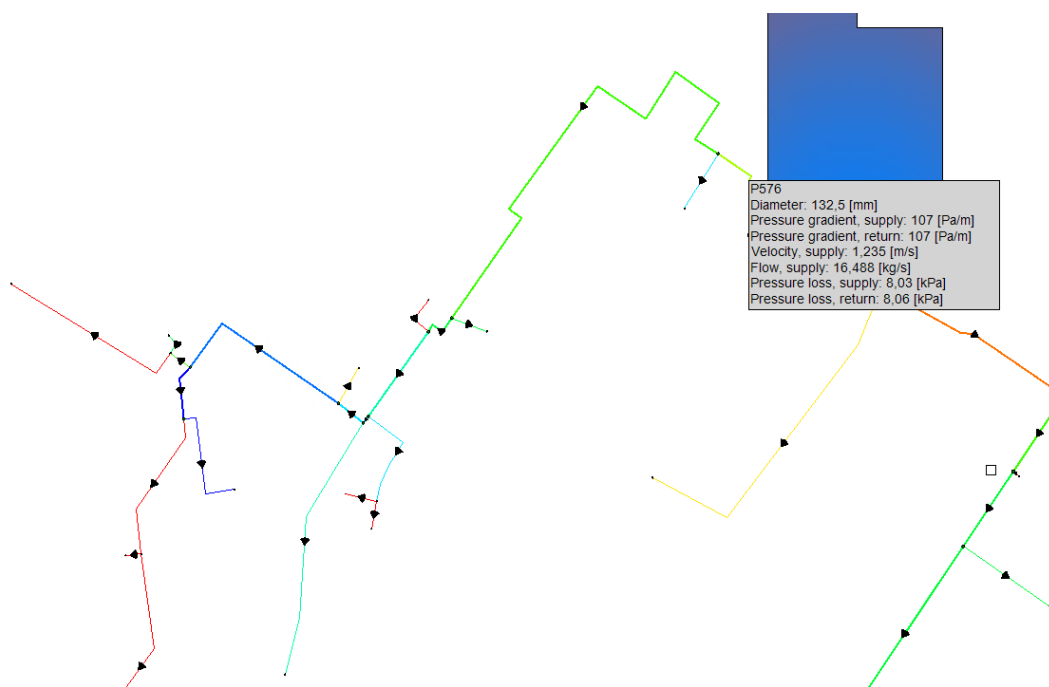 P576
Diameter: 132,5 [mm]
Pressure gradient, supply: 107 [Pa/m]
Pressure gradient, return: 107 [Pa/m]
Velocity, supply: 1,235 [m/s]
Flow, supply: 16,488 [kg/s]
Pressure loss, supply: 8,03 [kPa]
Pressure loss, return: 8,06 [kPa]